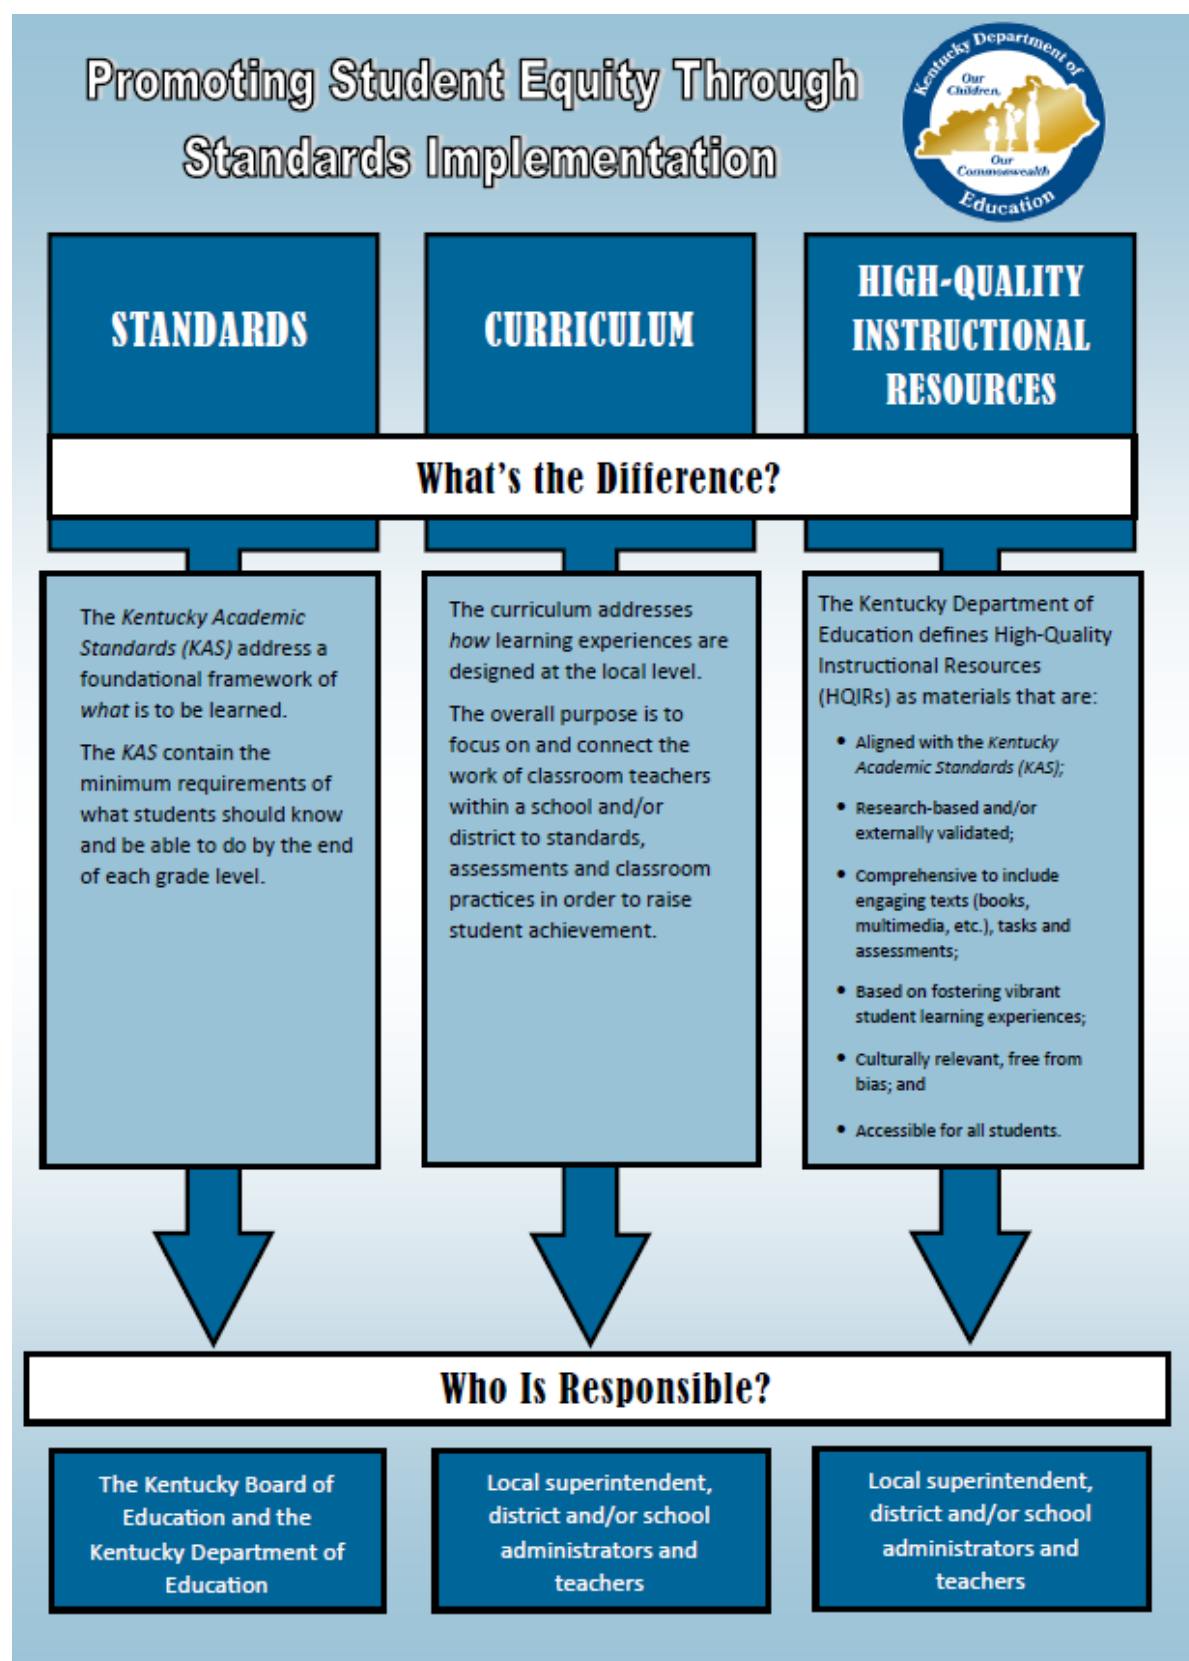 Promoting Student Equity Through
Standards Implementation
Kentucky Department of
Education
Our
Children,
Our
Commonwealth
STANDARDS
CURRICULUM
HIGH-QUALITY
INSTRUCTIONAL
RESOURCES
What's the Difference?
The Kentucky Academic
Standards (KAS) address a
foundational framework of
what is to be learned.
The KAS contain the
minimum requirements of
what students should know
and be able to do by the end
of each grade level.
The curriculum addresses
how learning experiences are
designed at the local level.
The overall purpose is to
focus on and connect the
work of classroom teachers
within a school and/or
district to standards,
assessments and classroom
practices in order to raise
student achievement.
The Kentucky Department of
Education defines High-Quality
Instructional Resources
(HQIRs) as materials that are:
• Aligned with the Kentucky
Academic Standards (KAS);
• Research-based and/or
externally validated;
• Comprehensive to include
engaging texts (books,
multimedia, etc.), tasks and
assessments;
• Based on fostering vibrant
student learning experiences;
• Culturally relevant, free from
bias; and
• Accessible for all students.
Who Is Responsible?
The Kentucky Board of
Education and the
Kentucky Department of
Education
Local superintendent,
district and/or school
administrators and
teachers
Local superintendent,
district and/or school
administrators and
teachers